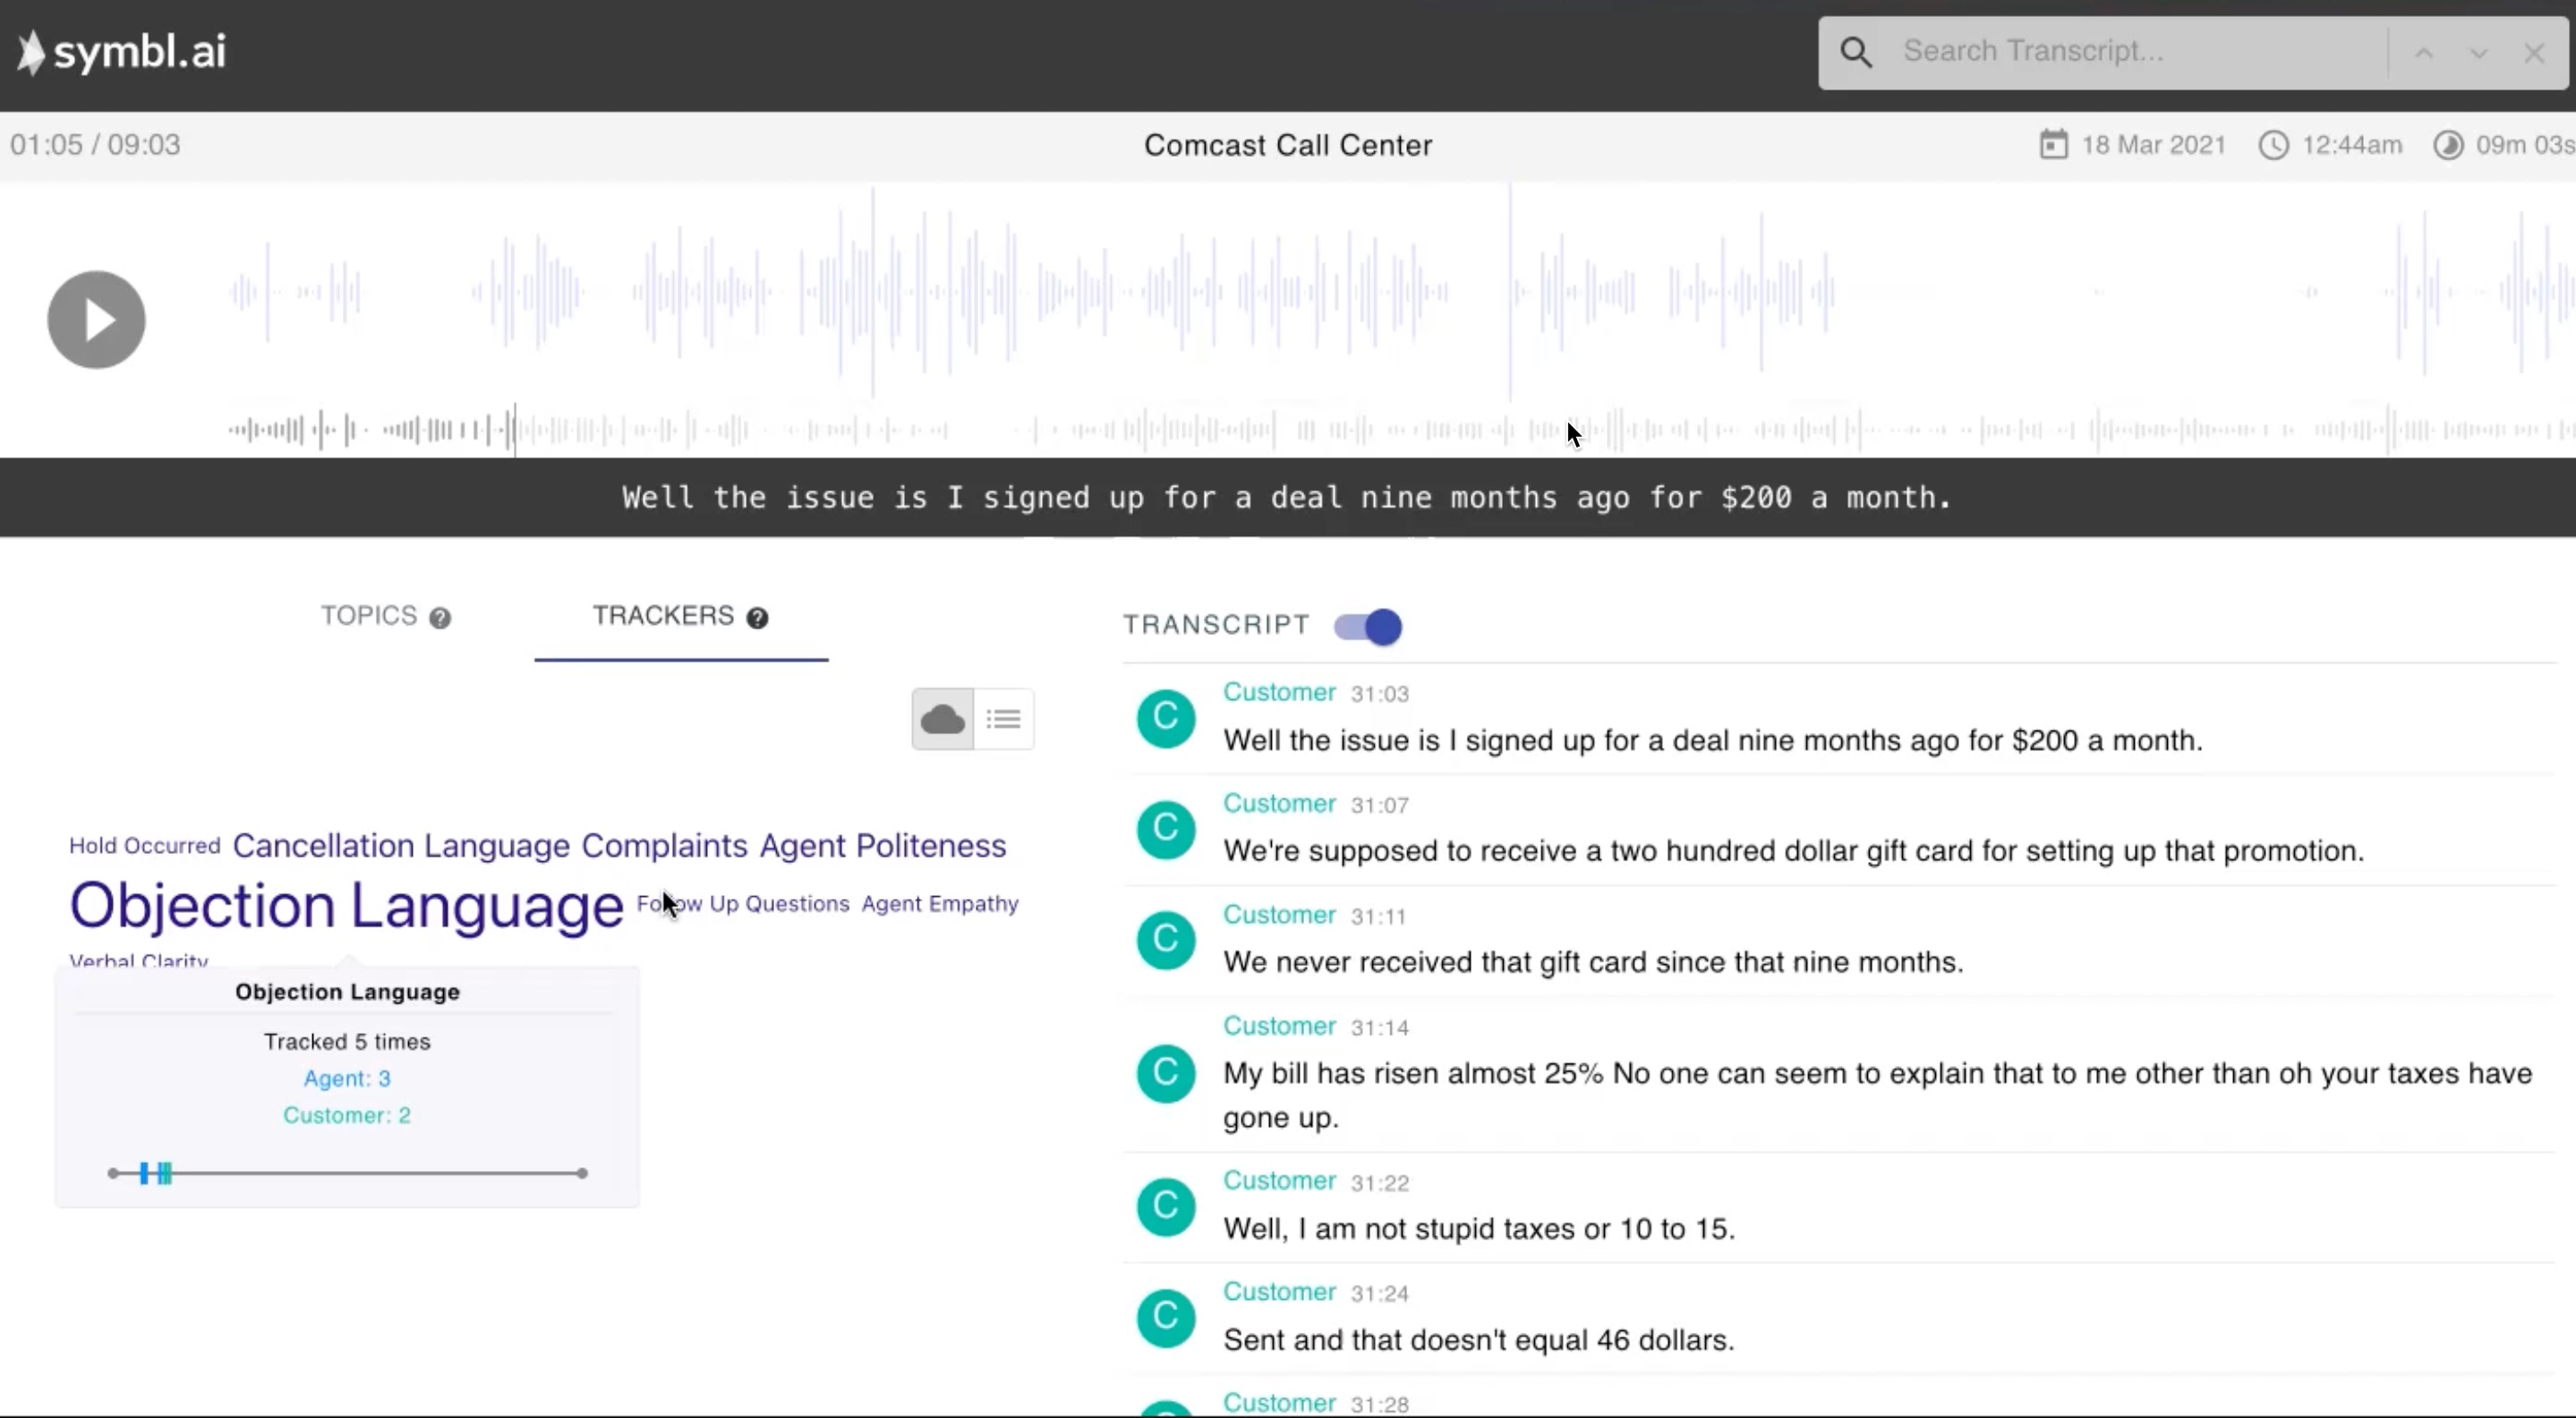 symbl.ai
Search Transcript...
01:05 / 09:03
Comcast Call Center
18 Mar 2021
12:44am
09m 03s
Well the issue is I signed up for a deal nine months ago for $200 a month.
TOPICS ?
TRACKERS ?
Hold Occurred Cancellation Language Complaints Agent Politeness
Objection Language Follow Up Questions Agent Empathy
Verbal Clarity
Objection Language
Tracked 5 times
Agent: 3
Customer: 2
TRANSCRIPT
C
Customer 31:03
Well the issue is I signed up for a deal nine months ago for $200 a month.
C
Customer 31:07
We're supposed to receive a two hundred dollar gift card for setting up that promotion.
C
Customer 31:11
We never received that gift card since that nine months.
C
Customer 31:14
My bill has risen almost 25% No one can seem to explain that to me other than oh your taxes have
gone up.
C
Customer 31:22
Well, I am not stupid taxes or 10 to 15.
C
Customer 31:24
Sent and that doesn't equal 46 dollars.
Customer 31:28